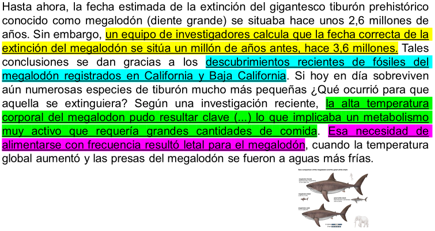 Hasta ahora, la fecha estimada de la extinción del gigantesco tiburón prehistórico
conocido como megalodón (diente grande) se situaba hace unos 2,6 millones de
años. Sin embargo, un equipo de investigadores calcula que la fecha correcta de la
extinción del megalodón se sitúa un millón de años antes, hace 3,6 millones. Tales
conclusiones se dan gracias a los descubrimientos recientes de fósiles del
megalodón registrados en California y Baja California. Si hoy en día sobreviven
aún numerosas especies de tiburón mucho más pequeñas ¿Qué ocurrió para que
aquella se extinguiera? Según una investigación reciente, la alta temperatura
corporal del megalodon pudo resultar clave (...) lo que implicaba un metabolismo
muy activo que requería grandes cantidades de comida. Esa necesidad de
alimentarse con frecuencia resultó letal para el megalodón, cuando la temperatura
global aumentó y las presas del megalodón se fueron a aguas más frías.